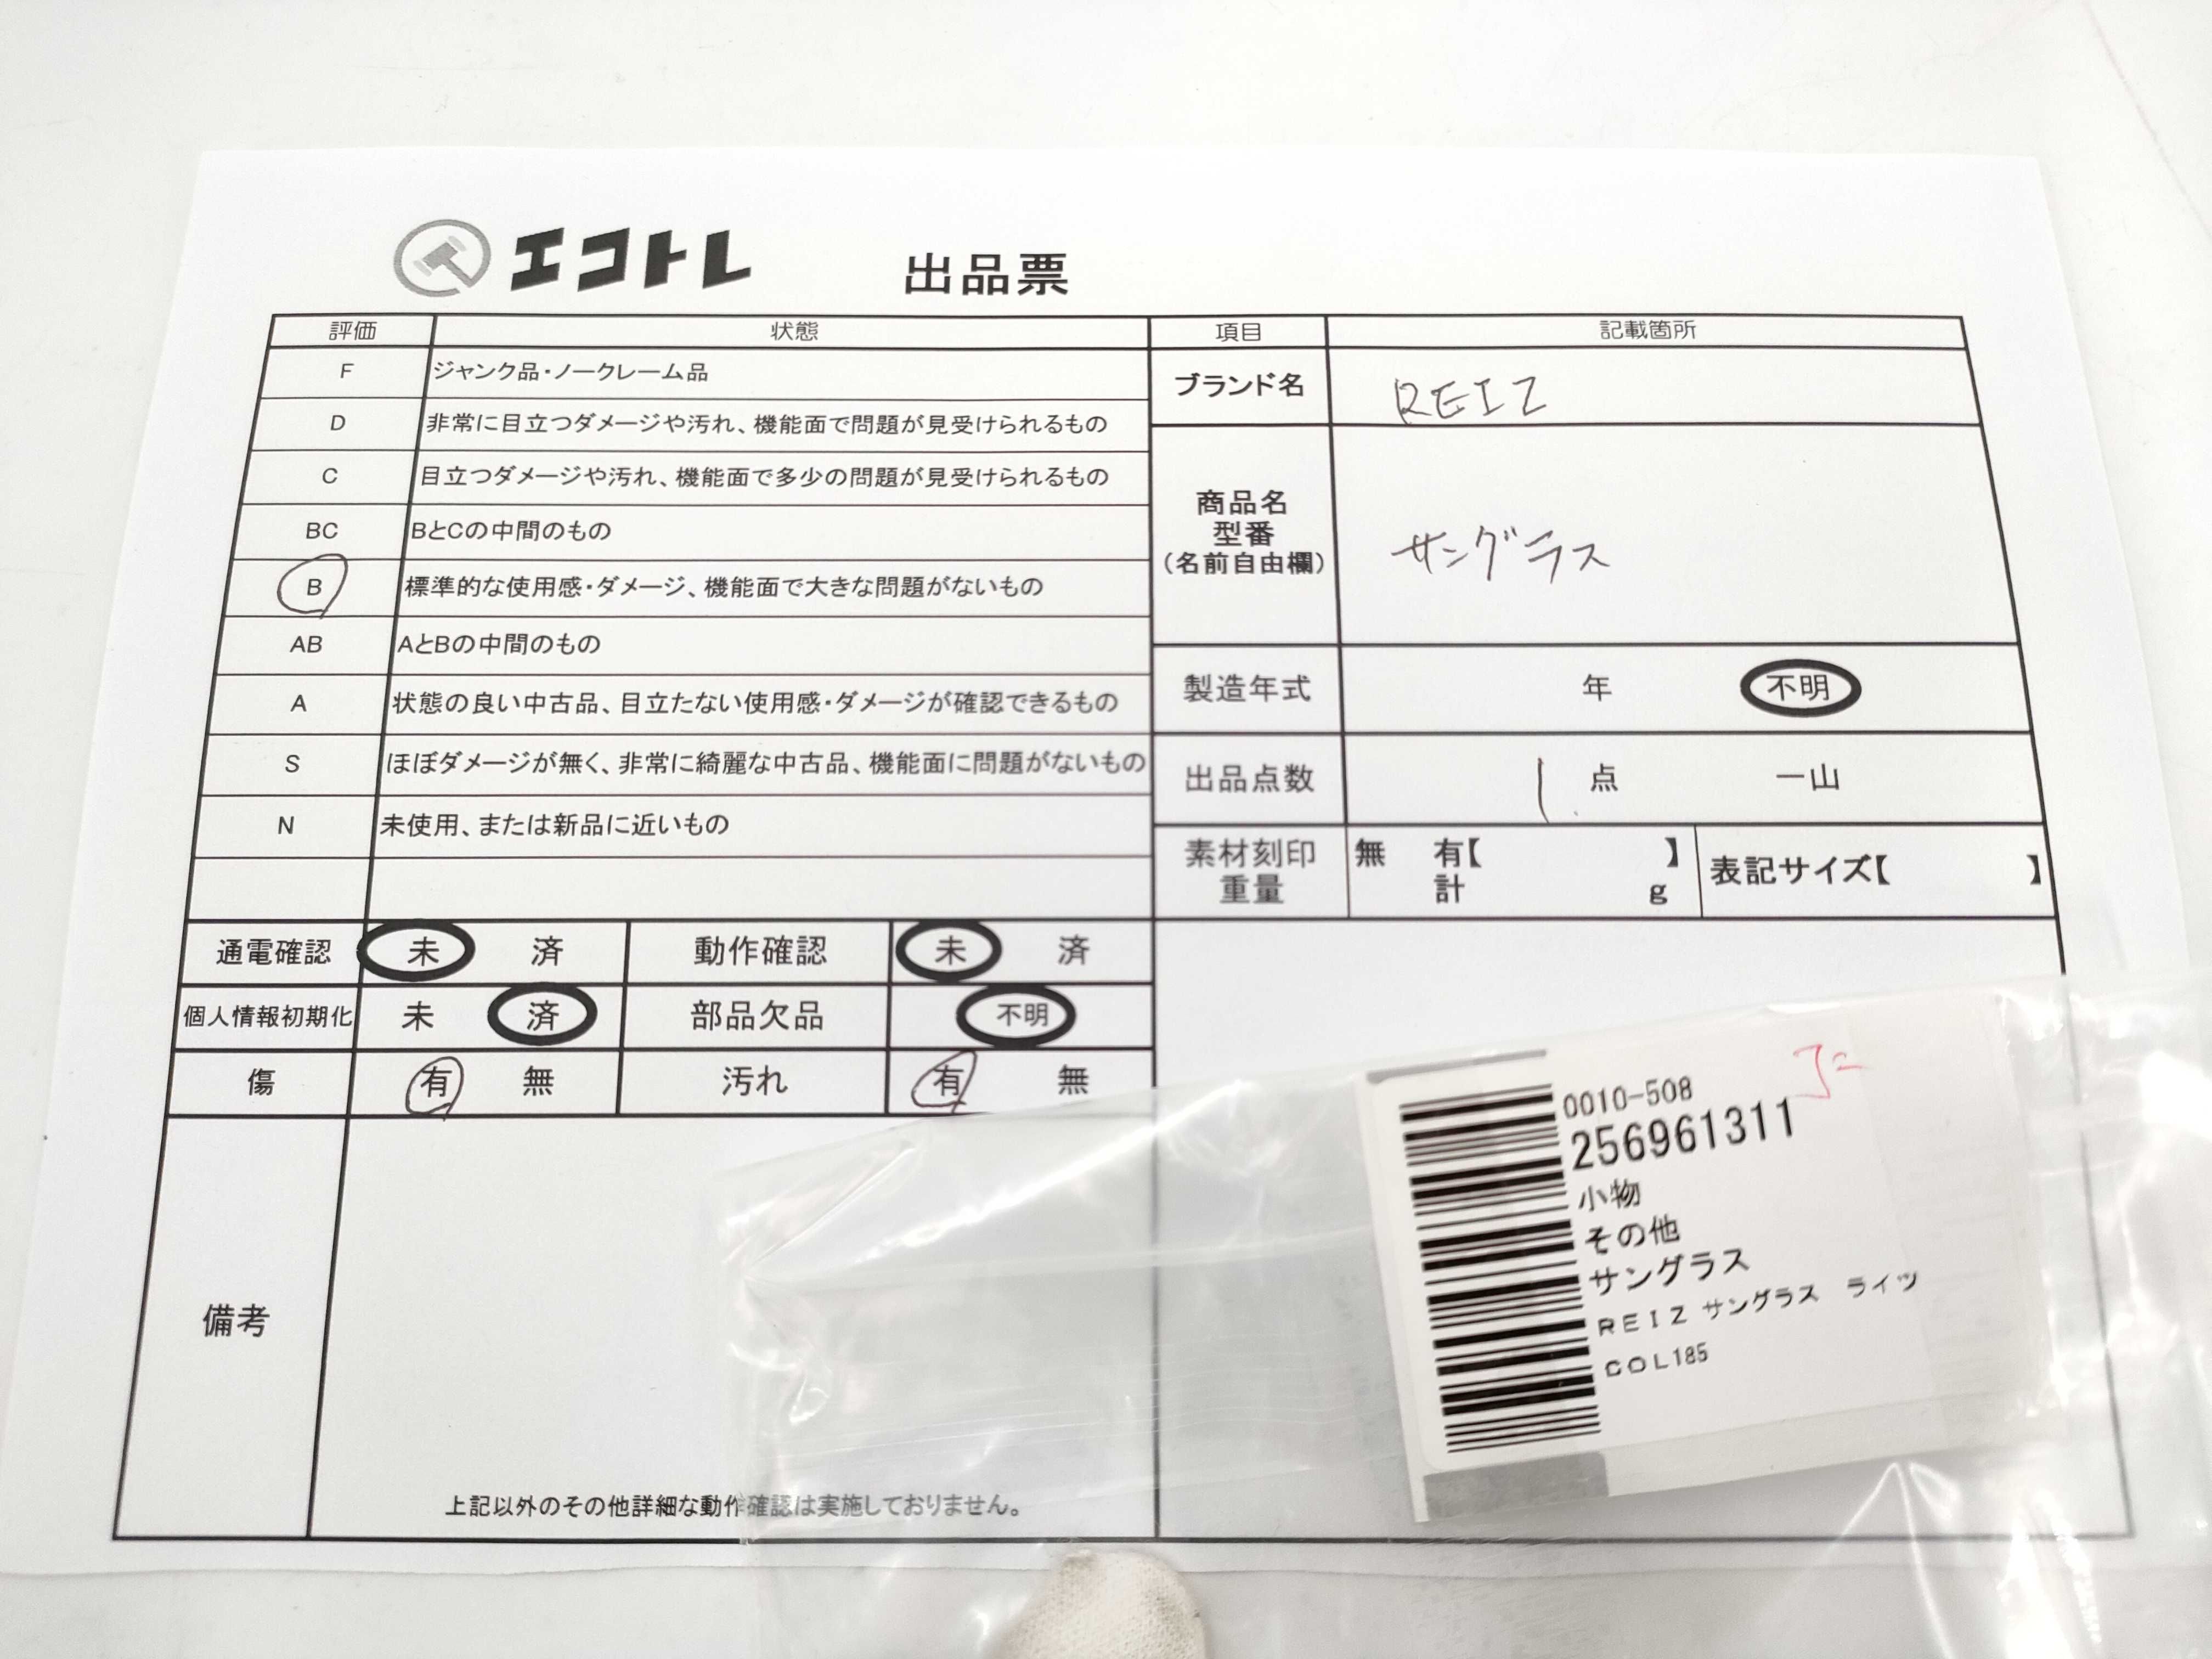 エコトレ 出品票
評価 状態
F ジャンク品・ノークレーム品
D 非常に目立つダメージや汚れ、機能面で問題が見受けられるもの
C 目立つダメージや汚れ、機能面で多少の問題が見受けられるもの
BC BとCの中間のもの
B 標準的な使用感・ダメージ、機能面で大きな問題がないもの
AB AとBの中間のもの
A 状態の良い中古品、目立たない使用感・ダメージが確認できるもの
S ほぼダメージが無く、非常に綺麗な中古品、機能面に問題がないもの
N 未使用、または新品に近いもの
項目 記載箇所
ブランド名 REIZ
商品名
型番
(名前自由欄)
サングラス
製造年式 年 不明
出品点数 1 点 一山
素材刻印 無 有【 】
重量 計 g
表記サイズ【 】
通電確認 未 済 動作確認 未 済
個人情報初期化 未 済 部品欠品 不明
傷 有 無 汚れ 有 無
備考
上記以外のその他詳細な動作確認は実施しておりません。
0010-508
256961311
小物
その他
サングラス
REIZ サングラス ライツ
COL185